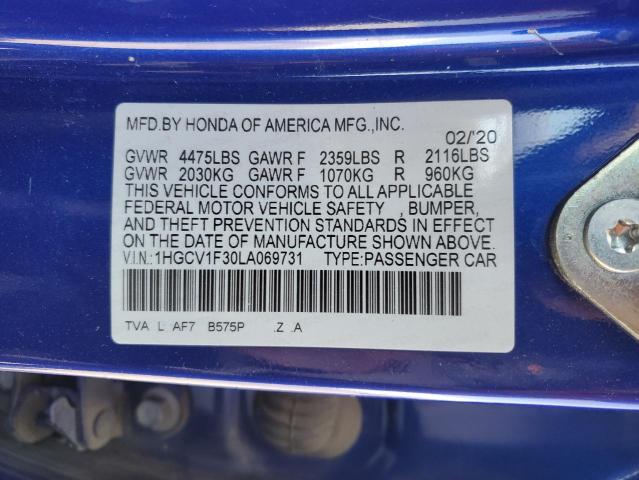 MFD.BY HONDA OF AMERICA MFG.,INC.
02/'20
GVWR 4475LBS GAWR F 2359LBS R 2116LBS
GVWR 2030KG GAWR F 1070KG R 960KG
THIS VEHICLE CONFORMS TO ALL APPLICABLE
FEDERAL MOTOR VEHICLE SAFETY , BUMPER,
AND THEFT PREVENTION STANDARDS IN EFFECT
ON THE DATE OF MANUFACTURE SHOWN ABOVE.
V.I.N.: 1HGCV1F30LA069731 TYPE:PASSENGER CAR
TVA L AF7 B575P .Z .A